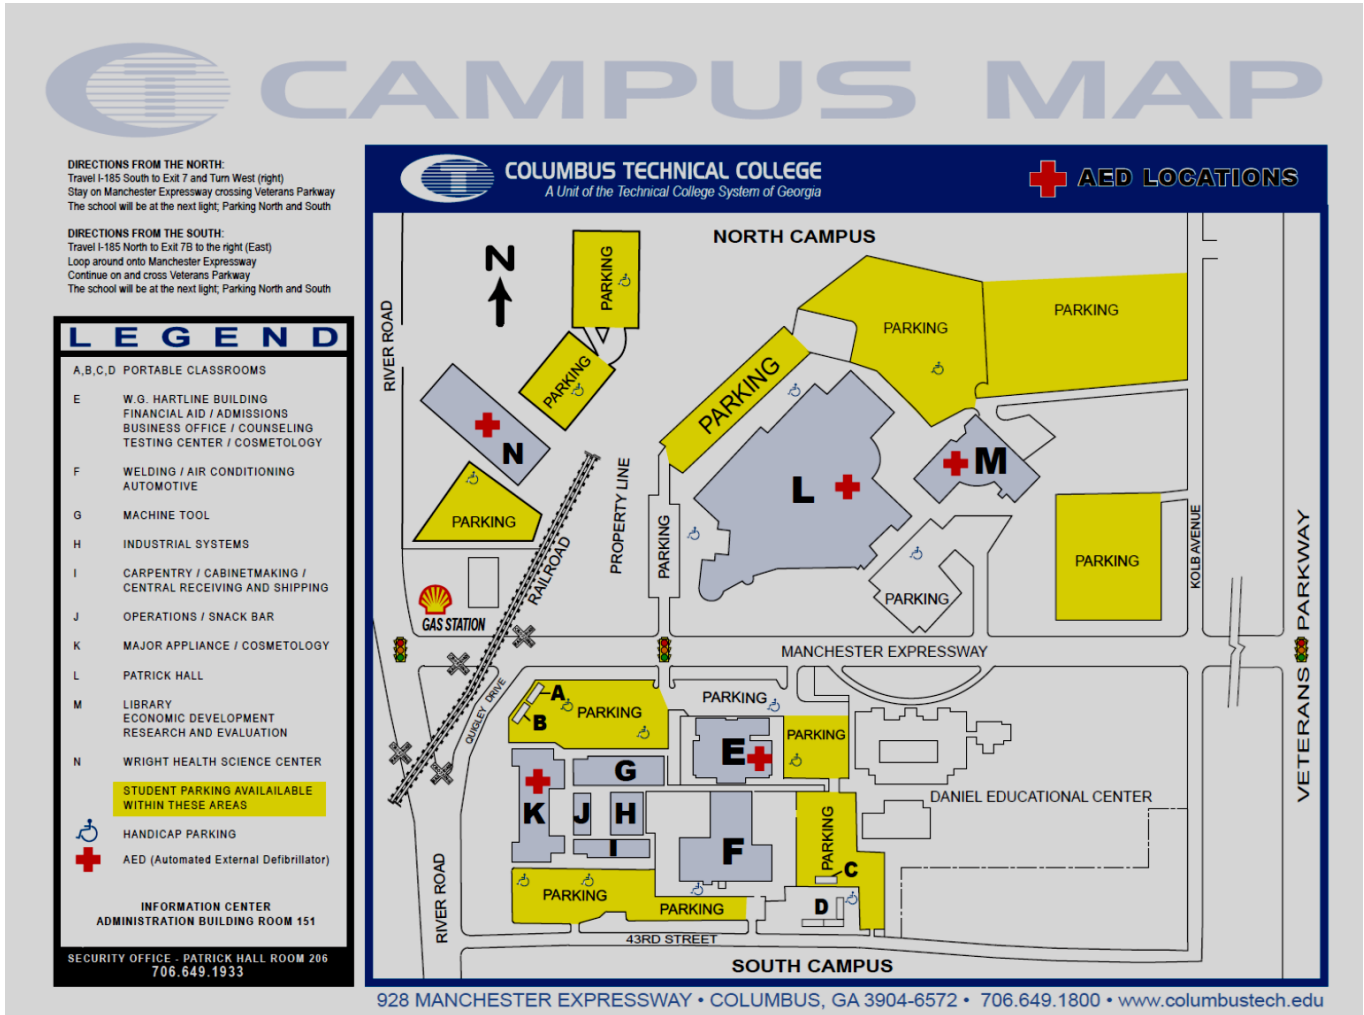 CT CAMPUS MAP
DIRECTIONS FROM THE NORTH:
Travel I-185 South to Exit 7 and Turn West (right)
Stay on Manchester Expressway crossing Veterans Parkway
The school will be at the next light; Parking North and South
DIRECTIONS FROM THE SOUTH:
Travel I-185 North to Exit 7B to the right (East)
Loop around onto Manchester Expressway
Continue on and cross Veterans Parkway
The school will be at the next light; Parking North and South
LEGEND
A,B,C,D PORTABLE CLASSROOMS
E W.G. HARTLINE BUILDING
FINANCIAL AID / ADMISSIONS
BUSINESS OFFICE / COUNSELING
TESTING CENTER / COSMETOLOGY
F WELDING / AIR CONDITIONING
AUTOMOTIVE
G MACHINE TOOL
H INDUSTRIAL SYSTEMS
I CARPENTRY / CABINETMAKING /
CENTRAL RECEIVING AND SHIPPING
J OPERATIONS / SNACK BAR
K MAJOR APPLIANCE / COSMETOLOGY
L PATRICK HALL
M LIBRARY
ECONOMIC DEVELOPMENT
RESEARCH AND EVALUATION
N WRIGHT HEALTH SCIENCE CENTER
STUDENT PARKING AVAILAILABLE
WITHIN THESE AREAS
HANDICAP PARKING
AED (Automated External Defibrillator)
INFORMATION CENTER
ADMINISTRATION BUILDING ROOM 151
SECURITY OFFICE - PATRICK HALL ROOM 206
706.649.1933
CT
COLUMBUS TECHNICAL COLLEGE
A Unit of the Technical College System of Georgia
AED LOCATIONS
NORTH CAMPUS
N
RIVER ROAD
PARKING
PARKING
N
PARKING
GAS STATION
RAILROAD
PROPERTY LINE
PARKING
PARKING
PARKING
PARKING
L
M
PARKING
PARKING
KOLB AVENUE
VETERANS PARKWAY
MANCHESTER EXPRESSWAY
QUIGLEY DRIVE
A
B
PARKING
PARKING
E
PARKING
G
K
J
H
I
F
PARKING
C
D
DANIEL EDUCATIONAL CENTER
PARKING
PARKING
RIVER ROAD
43RD STREET
SOUTH CAMPUS
928 MANCHESTER EXPRESSWAY • COLUMBUS, GA 3904-6572 • 706.649.1800 • www.columbustech.edu